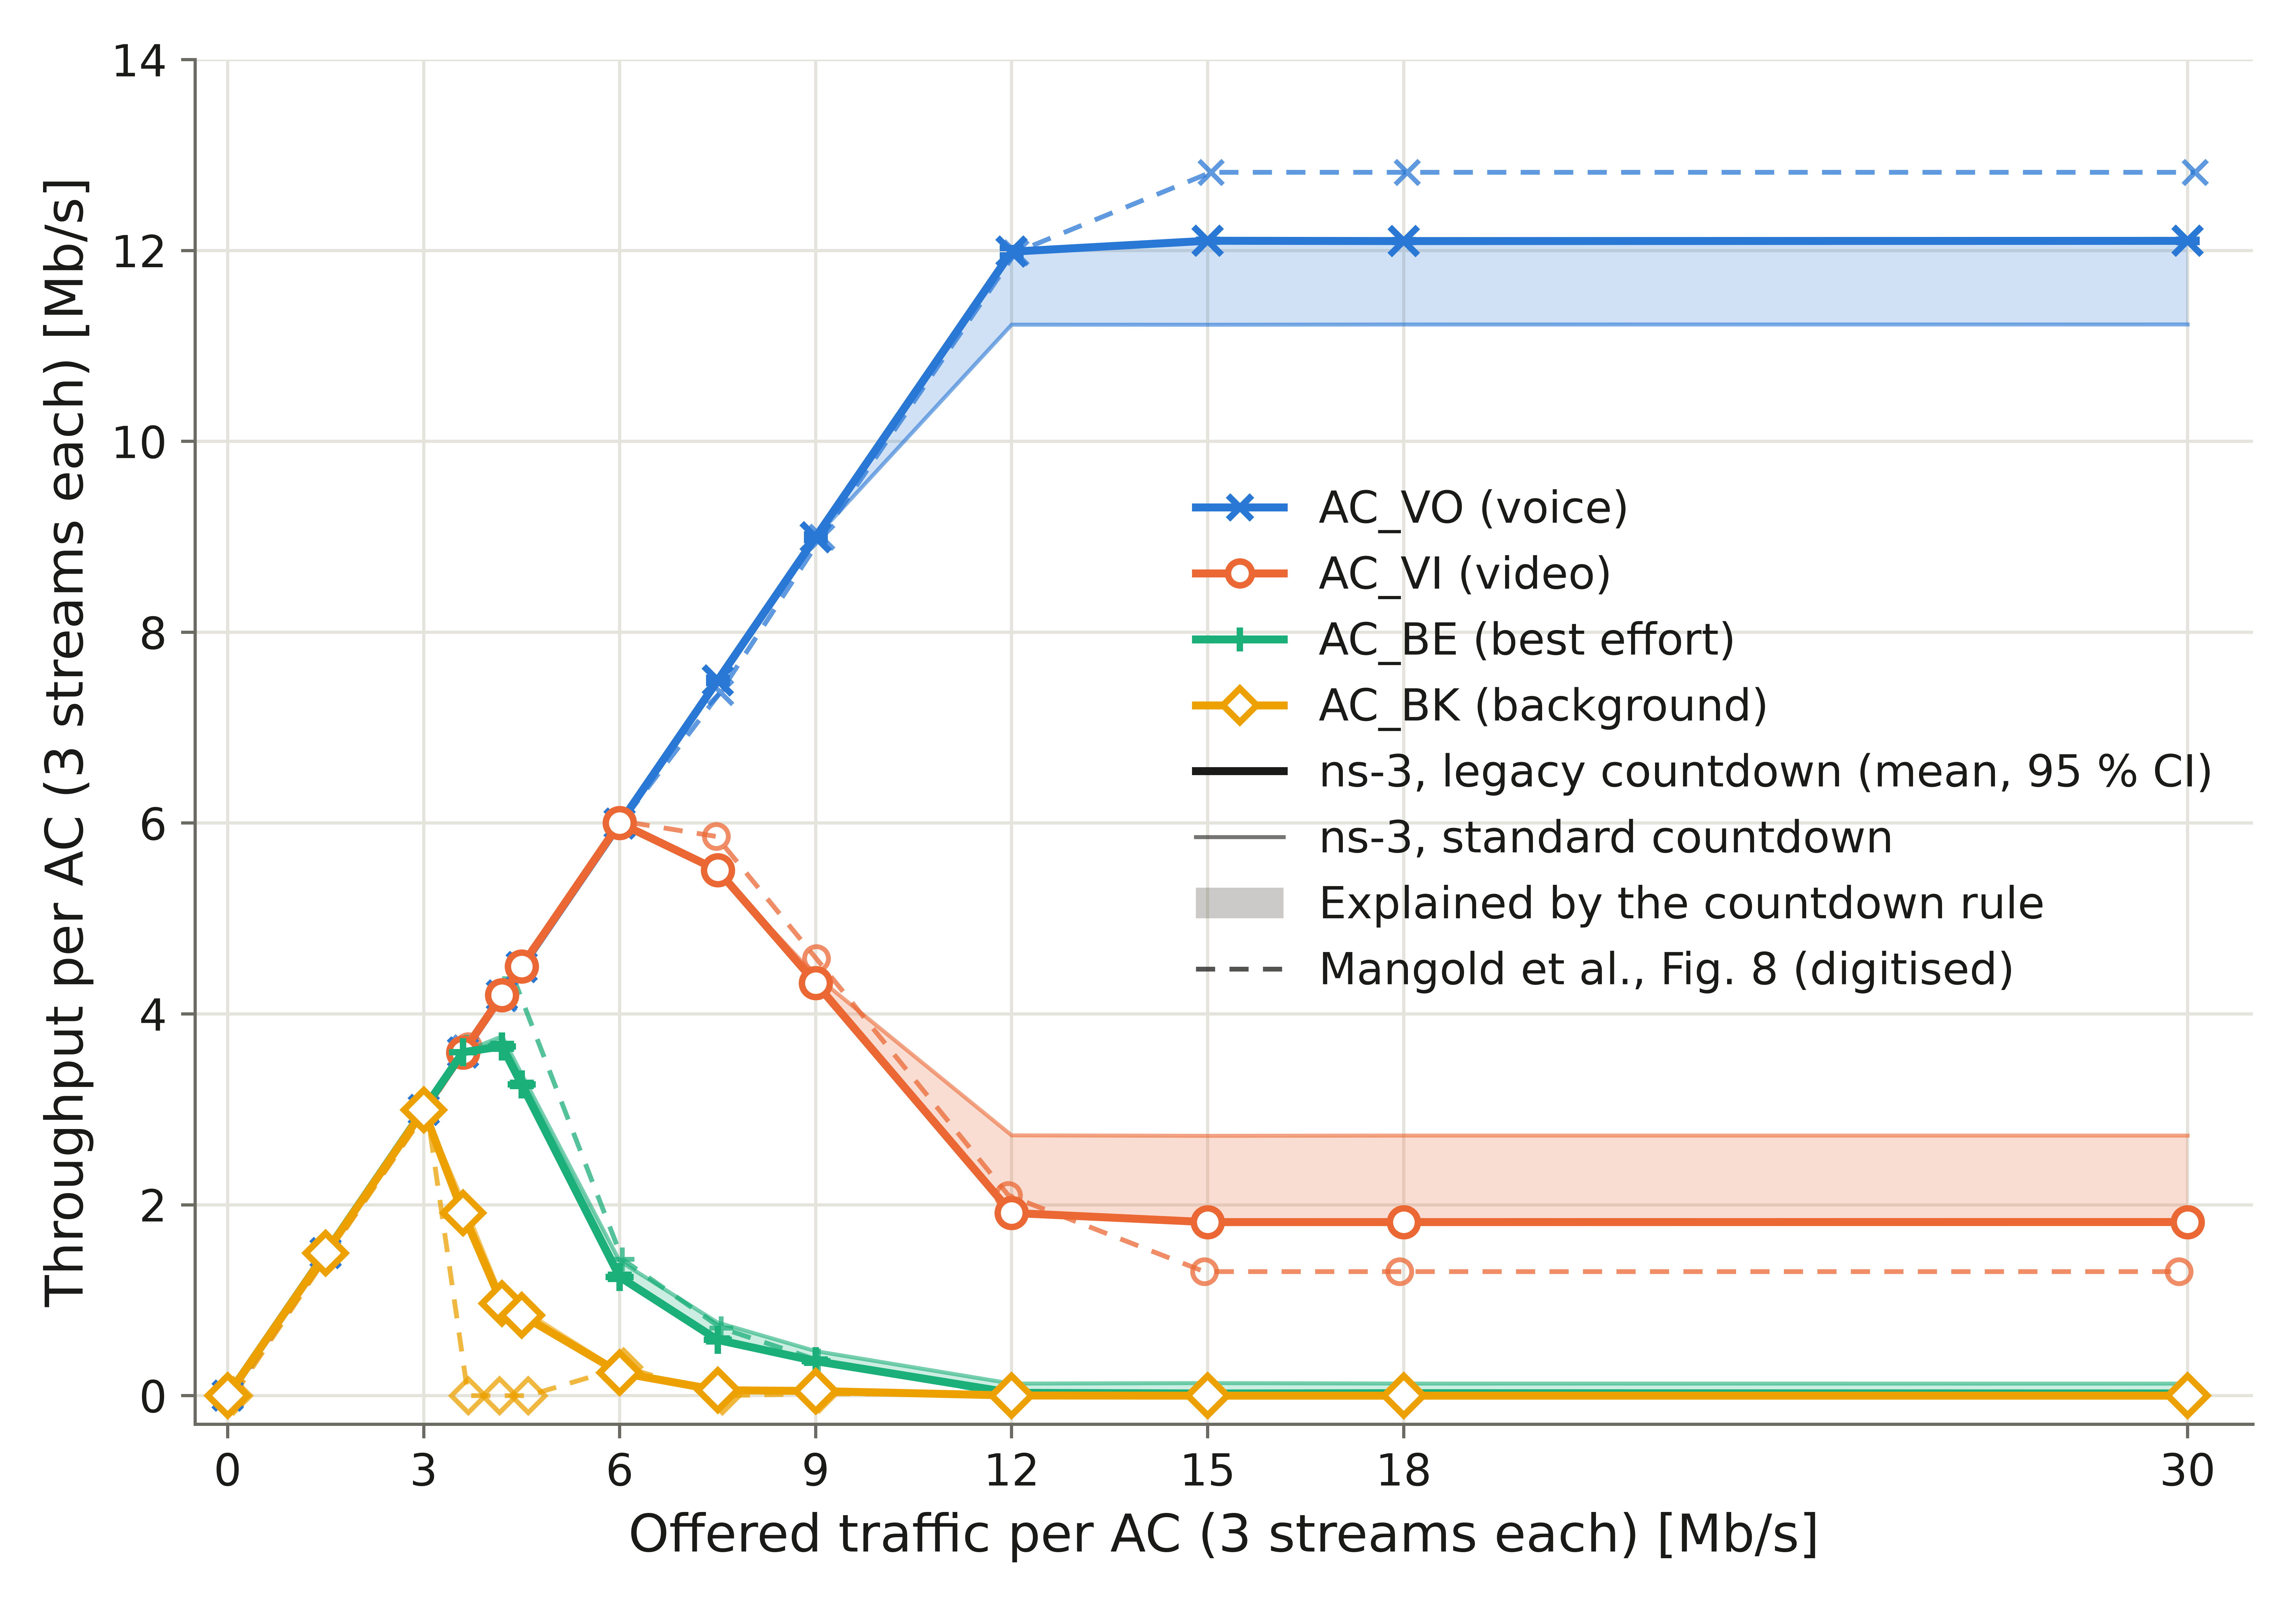 Throughput per AC (3 streams each) [Mb/s]
14
12
10
8
6
4
2
0
AC_VO (voice)
AC_VI (video)
AC_BE (best effort)
AC_BK (background)
ns-3, legacy countdown (mean, 95 % CI)
ns-3, standard countdown
Explained by the countdown rule
Mangold et al., Fig. 8 (digitised)
0 3 6 9 12 15 18 30
Offered traffic per AC (3 streams each) [Mb/s]